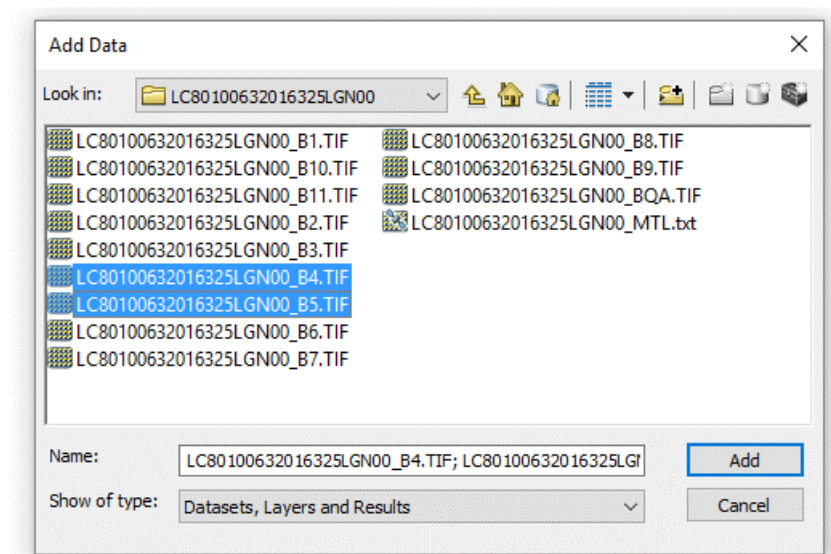 Add Data
Look in: LC80100632016325LGN00
LC80100632016325LGN00_B1.TIF
LC80100632016325LGN00_B10.TIF
LC80100632016325LGN00_B11.TIF
LC80100632016325LGN00_B2.TIF
LC80100632016325LGN00_B3.TIF
LC80100632016325LGN00_B4.TIF
LC80100632016325LGN00_B5.TIF
LC80100632016325LGN00_B6.TIF
LC80100632016325LGN00_B7.TIF
LC80100632016325LGN00_B8.TIF
LC80100632016325LGN00_B9.TIF
LC80100632016325LGN00_BQA.TIF
LC80100632016325LGN00_MTL.txt
Name: LC80100632016325LGN00_B4.TIF; LC80100632016325LGI
Add
Show of type: Datasets, Layers and Results
Cancel